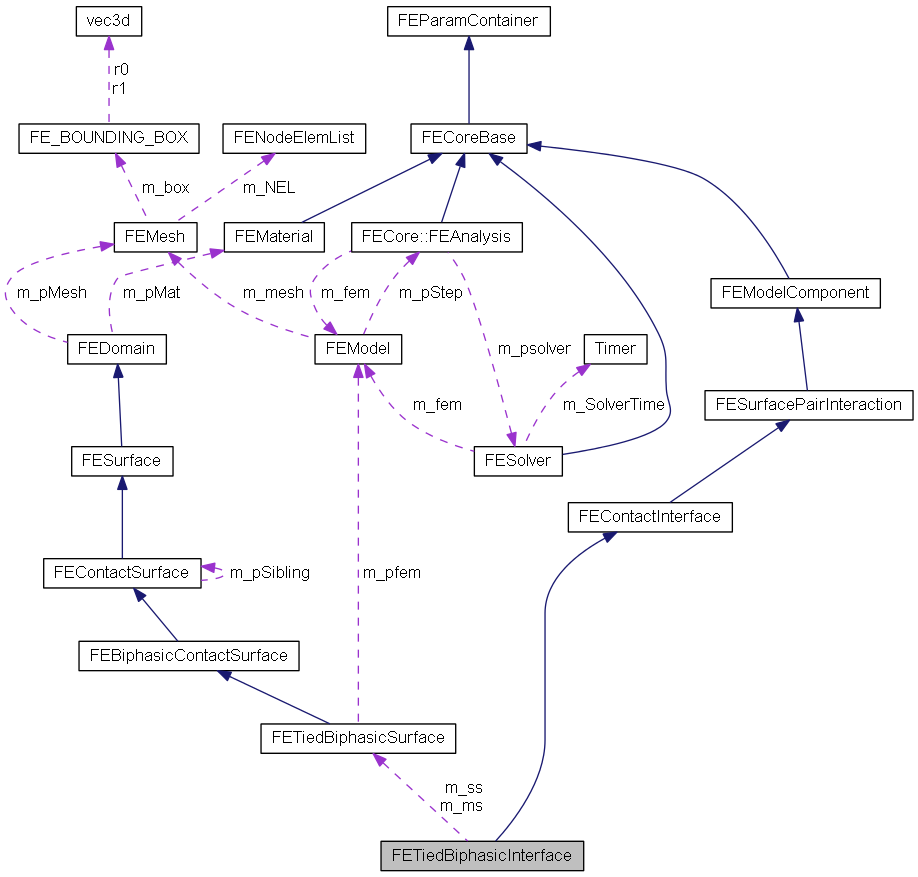 vec3d
FEParamContainer
r0
r1
FE_BOUNDING_BOX
FENodeElemList
FECoreBase
m_box
m_NEL
FEMesh
FEMaterial
FECore::FEAnalysis
m_pMesh
m_pMat
m_mesh
m_fem
m_pStep
FEModelComponent
FEDomain
FEModel
m_psolver
Timer
m_fem
m_SolverTime
FESurfacePairInteraction
FESurface
FESolver
FEContactInterface
FEContactSurface
m_pSibling
m_pfem
FEBiphasicContactSurface
FETiedBiphasicSurface
m_ss
m_ms
FETiedBiphasicInterface